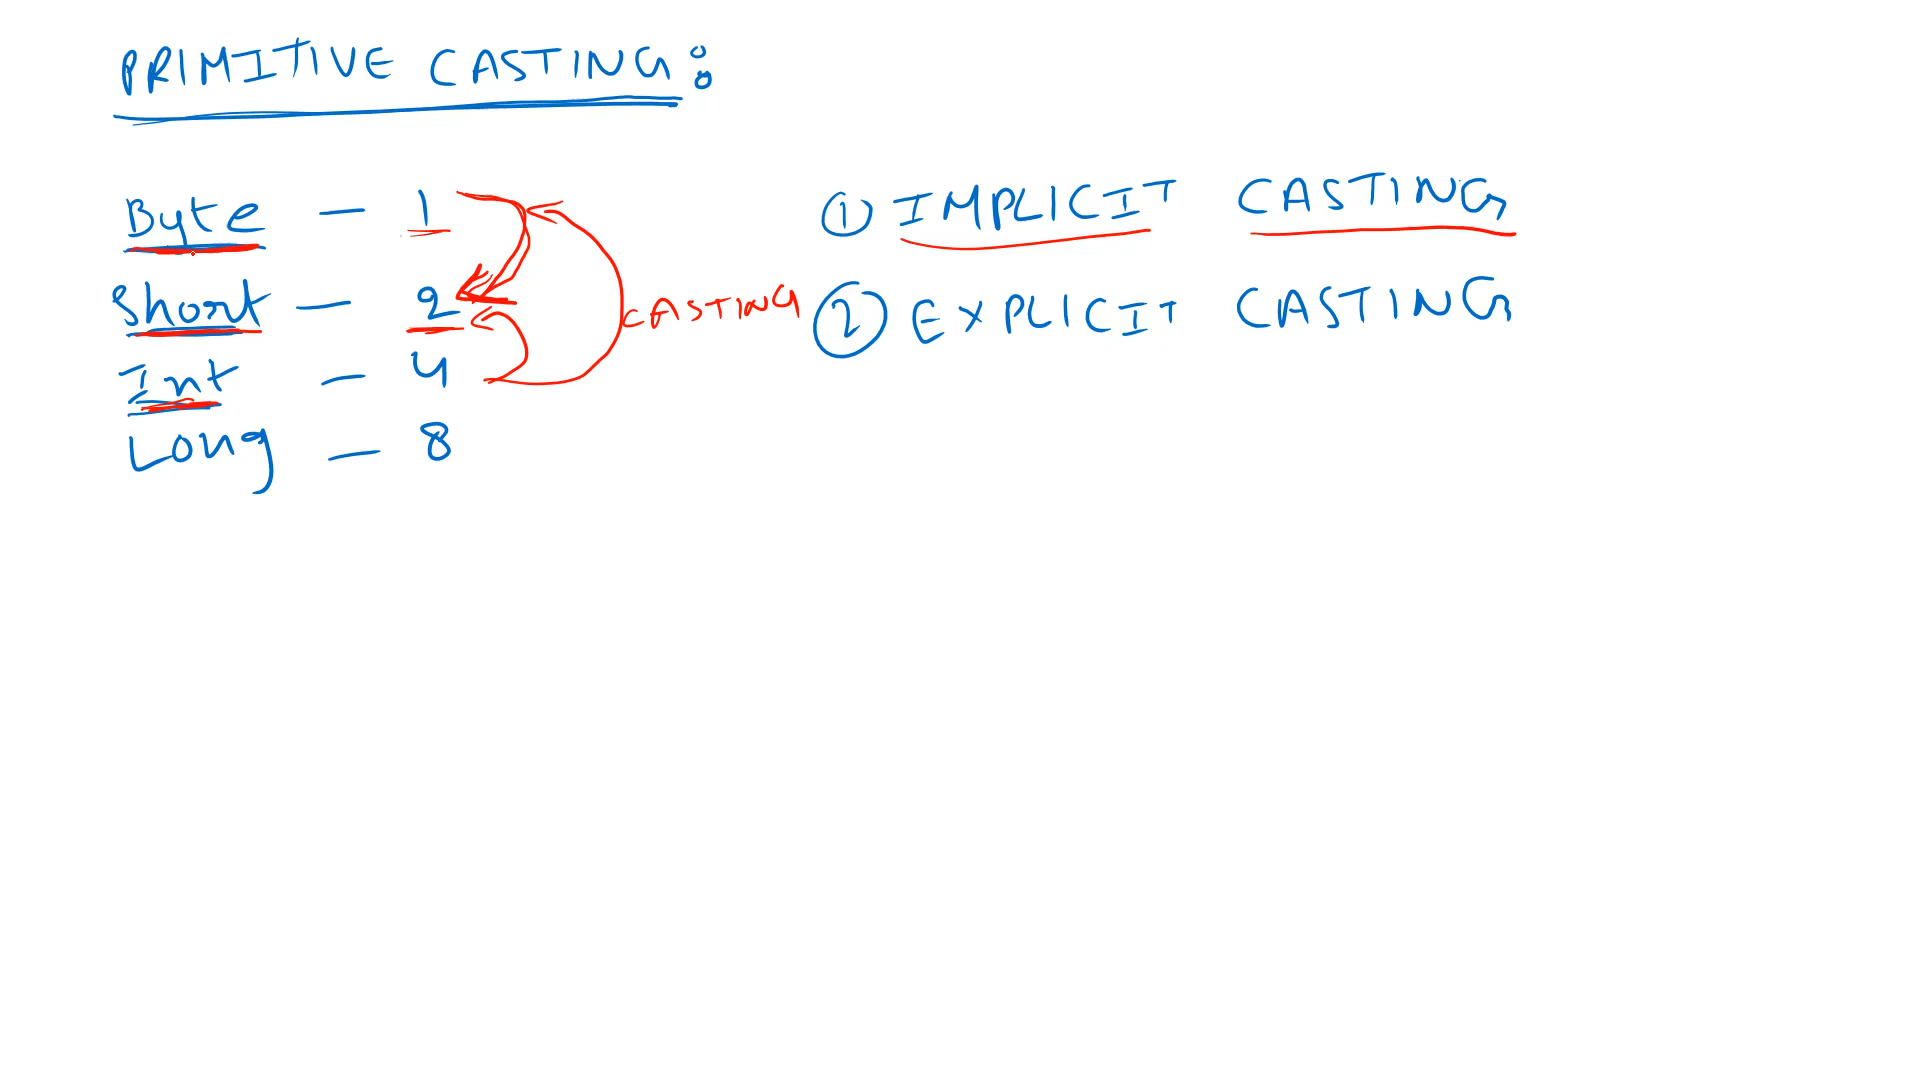 PRIMITIVE CASTING:
Byte - 1
Short - 2
Int - 4
Long - 8
CASTING
① IMPLICIT CASTING
② EXPLICIT CASTING